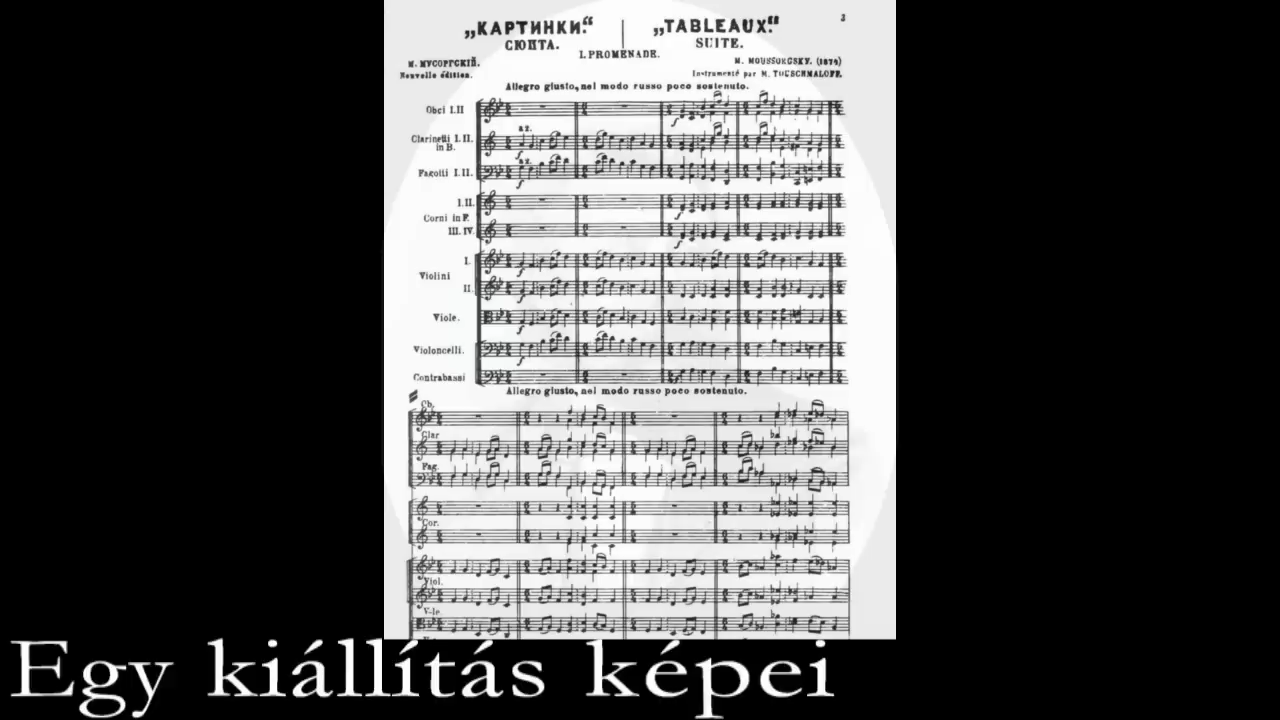 3
„КАРТИНКИ.“ „TABLEAUX.“
СЮИТА. SUITE.
I. PROMENADE.
М. МУСОРГСКІЙ. M. MOUSSORGSKY. (1874)
Nouvelle édition. Instrumenté par M. TOUSCHMALOFF.
Allegro giusto, nel modo russo poco sostenuto.
Oboi I.II
a 2.
Clarinetti I. II.
in B.
f
a 2.
Fagotti I. II.
f
I.II.
Corni in F.
f
III. IV.
f
I.
Violini
f
II.
f
Viole.
f
Violoncelli.
f
Contrabassi
Allegro giusto, nel modo russo poco sostenuto.
Ob.
Clar
Fag.
Cor.
Viol.
V-le.
Egy kiállítás képei